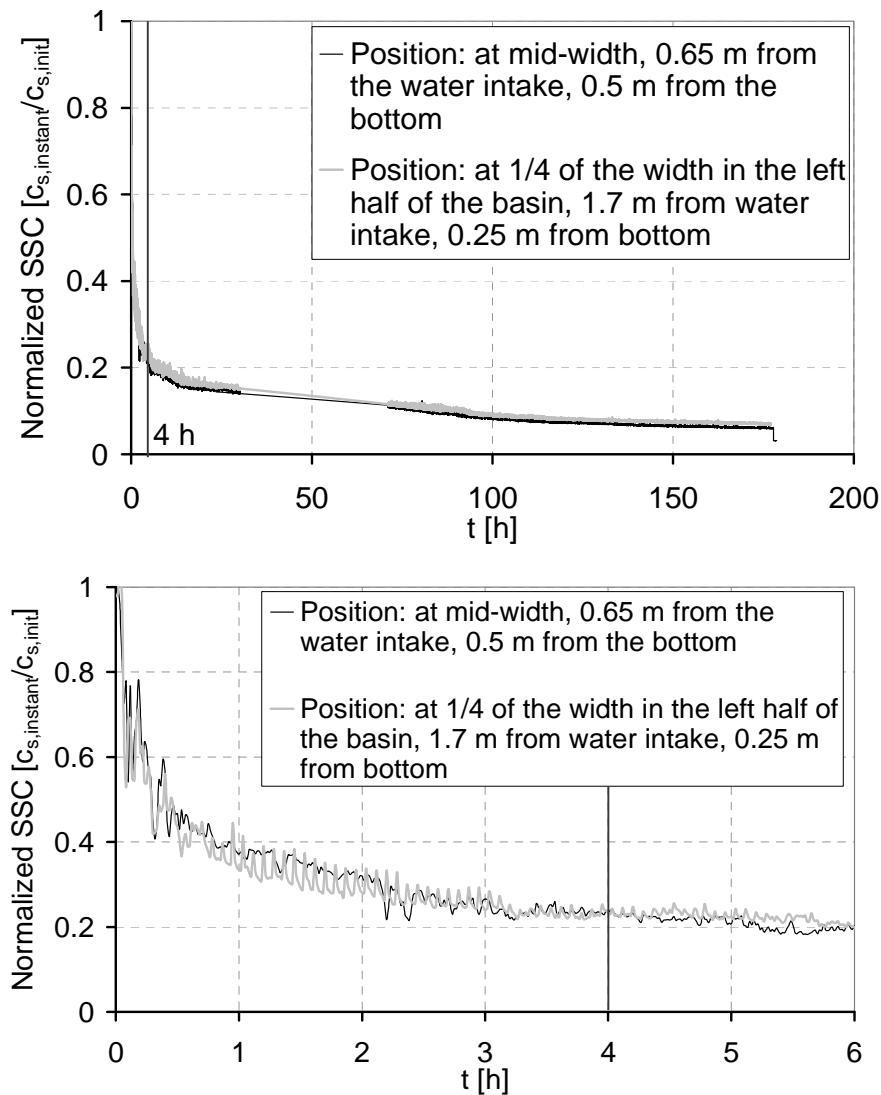 Normalized SSC [cs,instant/cs,init]
1
0.8
0.6
0.4
0.2
0
Position: at mid-width, 0.65 m from
the water intake, 0.5 m from the
bottom
Position: at 1/4 of the width in the left
half of the basin, 1.7 m from water
intake, 0.25 m from bottom
4 h
0 50 100 150 200
t [h]
Normalized SSC [cs,instant/cs,init]
1
0.8
0.6
0.4
0.2
0
Position: at mid-width, 0.65 m from the
water intake, 0.5 m from the bottom
Position: at 1/4 of the width in the left half of
the basin, 1.7 m from water intake, 0.25 m
from bottom
0 1 2 3 4 5 6
t [h]